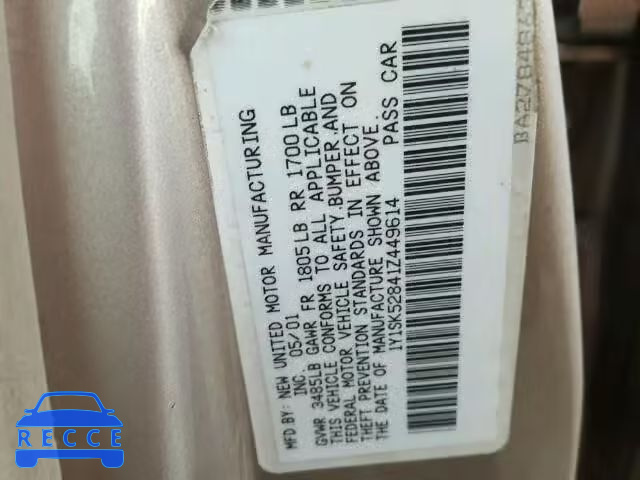 MFD.BY: NEW UNITED MOTOR MANUFACTURING
INC. 05/01
GVWR 3485LB GAWR FR 1805LB RR 1700LB
THIS VEHICLE CONFORMS TO ALL APPLICABLE
FEDERAL MOTOR VEHICLE SAFETY.BUMPER.AND
THEFT PREVENTION STANDARDS IN EFFECT ON
THE DATE OF MANUFACTURE SHOWN ABOVE.
1Y1SK52841Z449614 PASS CAR
RECCE